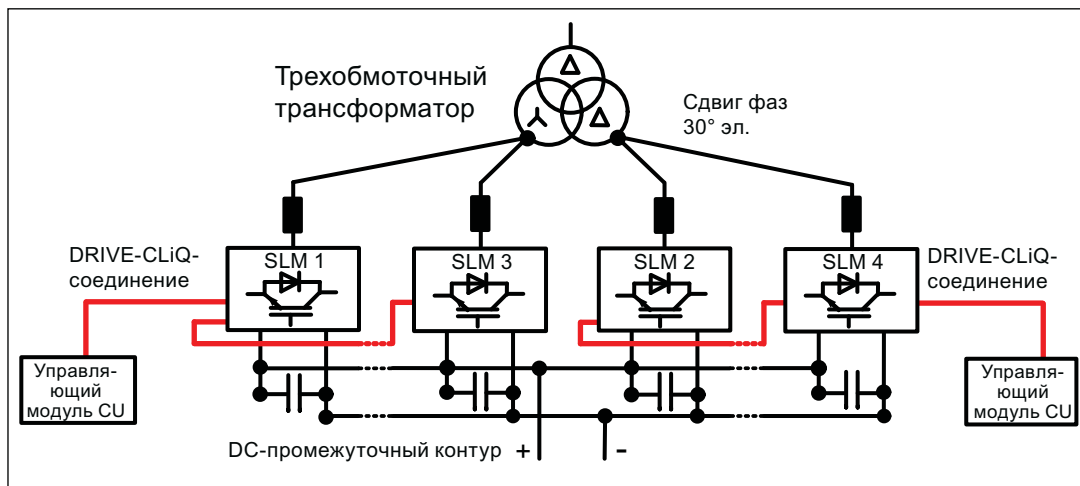 Трехобмоточный
трансформатор
Сдвиг фаз
30° эл.
DRIVE-CLiQ-
соединение
SLM 1
SLM 3
SLM 2
SLM 4
DRIVE-CLiQ-
соединение
Управля-
ющий
модуль CU
Управля-
ющий
модуль CU
DC-промежуточный контур + -